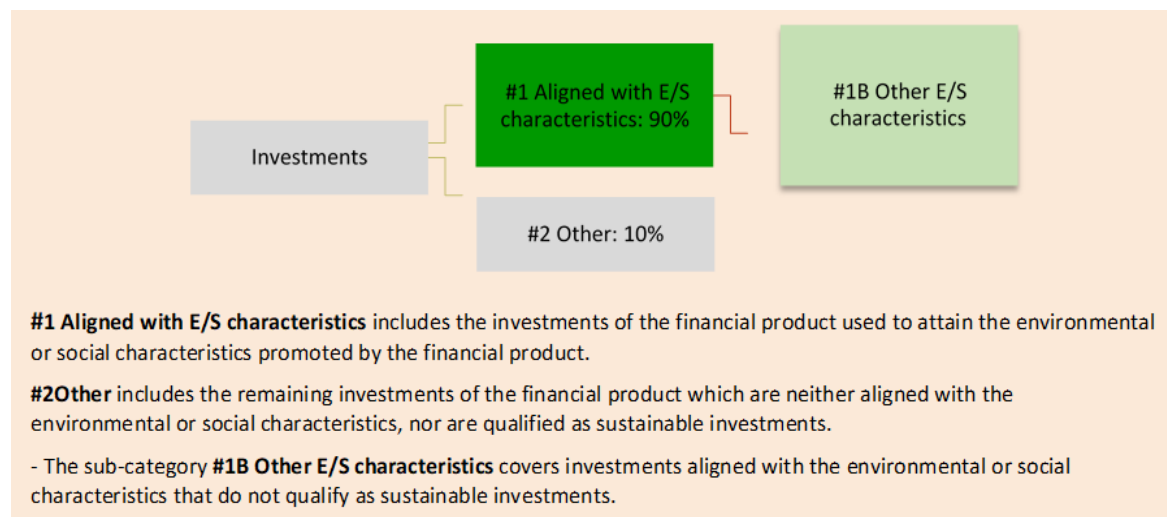 #1 Aligned with E/S
characteristics: 90%
#1B Other E/S
characteristics
Investments
#2 Other: 10%
#1 Aligned with E/S characteristics includes the investments of the financial product used to attain the environmental
or social characteristics promoted by the financial product.
#2Other includes the remaining investments of the financial product which are neither aligned with the
environmental or social characteristics, nor are qualified as sustainable investments.
- The sub-category #1B Other E/S characteristics covers investments aligned with the environmental or social
characteristics that do not qualify as sustainable investments.